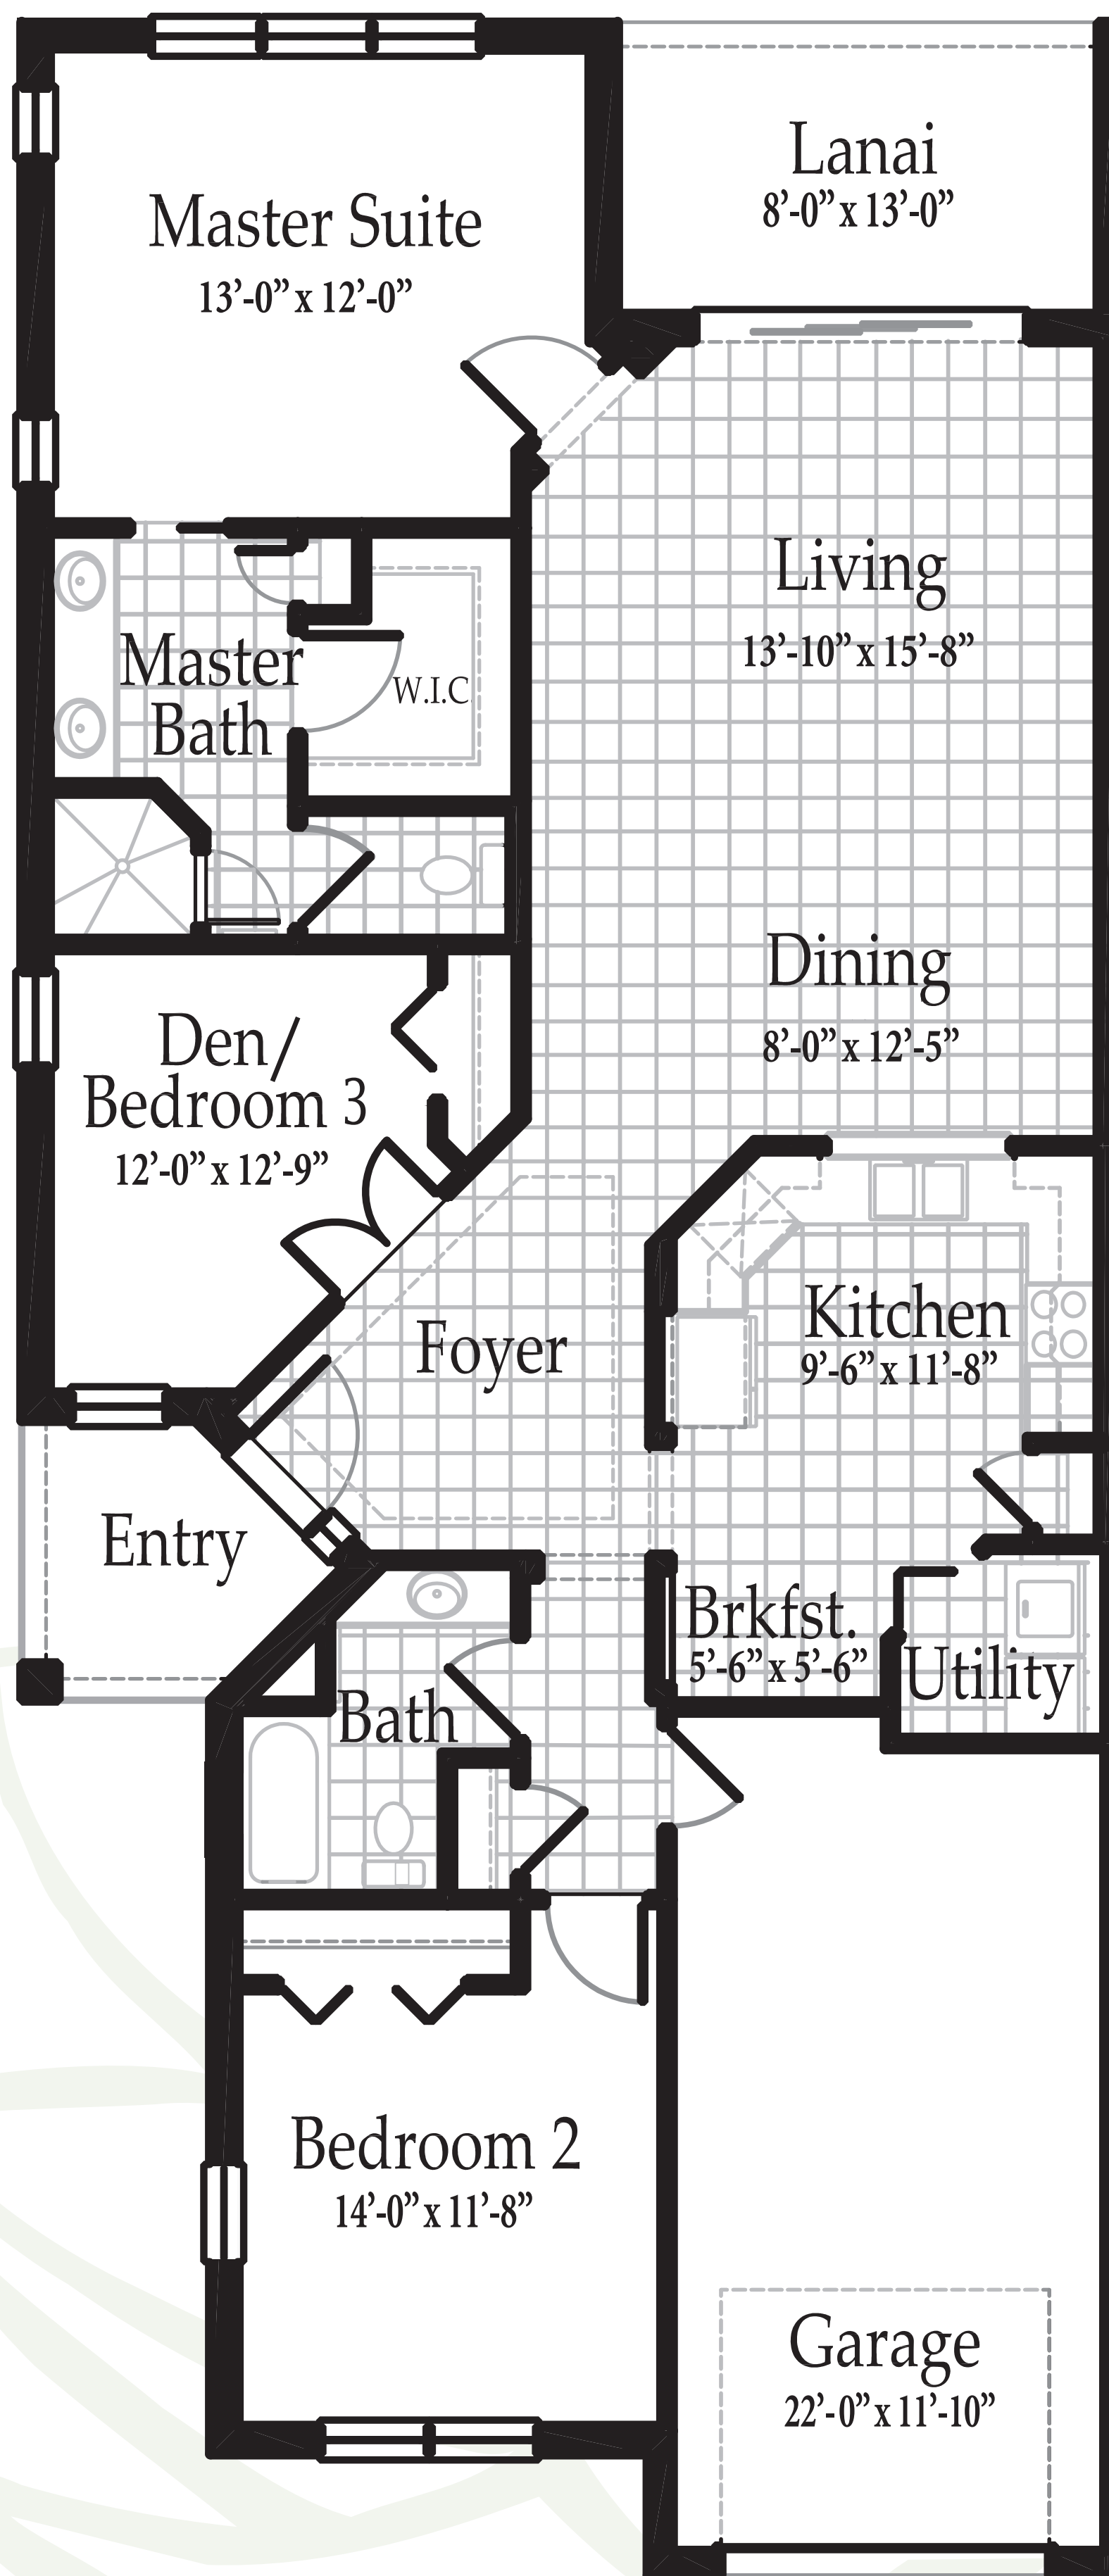 Lanai
8’-0” x 13’-0”
Master Suite
13’-0” x 12’-0”
Living
13’-10” x 15’-8”
Master
Bath
W.I.C
Dining
8’-0” x 12’-5”
Den/
Bedroom 3
12’-0” x 12’-9”
Foyer
Kitchen
9’-6” x 11’-8”
Entry
Brkfst.
5’-6” x 5’-6”
Utility
Bath
Bedroom 2
14’-0” x 11’-8”
Garage
22’-0” x 11’-10”